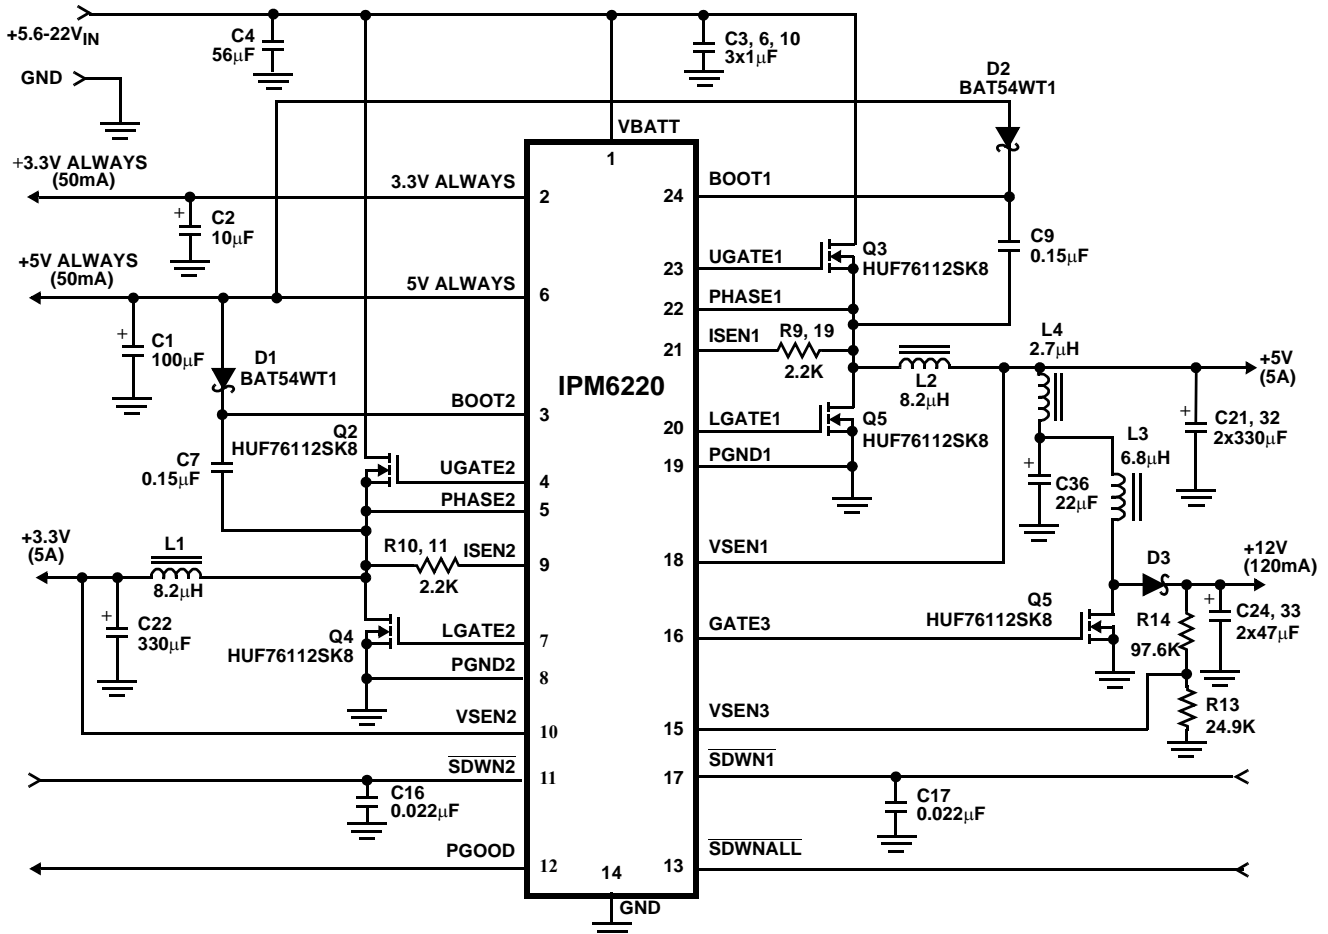 +5.6-22VIN
GND
C4
56μF
C3, 6, 10
3x1μF
D2
BAT54WT1
VBATT
1
+3.3V ALWAYS
(50mA)
3.3V ALWAYS
2
C2
10μF
24
BOOT1
C9
0.15μF
+5V ALWAYS
(50mA)
5V ALWAYS
6
23
UGATE1
Q3
HUF76112SK8
22
PHASE1
C1
100μF
D1
BAT54WT1
21
ISEN1
R9, 19
2.2K
L4
2.7μH
+5V
(5A)
IPM6220
L2
8.2μH
BOOT2
3
20
LGATE1
Q5
HUF76112SK8
C21, 32
2x330μF
Q2
HUF76112SK8
C7
0.15μF
UGATE2
4
19
PGND1
L3
6.8μH
C36
22μF
PHASE2
5
+3.3V
(5A)
L1
8.2μH
R10, 11
2.2K
ISEN2
9
18
VSEN1
D3
+12V
(120mA)
C22
330μF
Q4
HUF76112SK8
LGATE2
7
16
GATE3
Q5
HUF76112SK8
R14
97.6K
C24, 33
2x47μF
PGND2
8
VSEN2
10
15
VSEN3
R13
24.9K
SDWN2
11
17
SDWN1
C16
0.022μF
C17
0.022μF
PGOOD
12
13
SDWNALL
14
GND